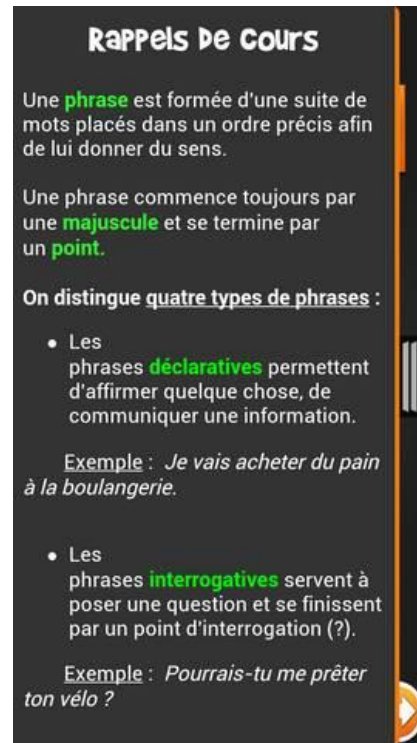 Rappels de cours
Une phrase est formée d'une suite de
mots placés dans un ordre précis afin
de lui donner du sens.
Une phrase commence toujours par
une majuscule et se termine par
un point.
On distingue quatre types de phrases :
• Les
phrases déclaratives permettent
d'affirmer quelque chose, de
communiquer une information.
Exemple : Je vais acheter du pain
à la boulangerie.
• Les
phrases interrogatives servent à
poser une question et se finissent
par un point d'interrogation (?).
Exemple : Pourrais-tu me prêter
ton vélo ?